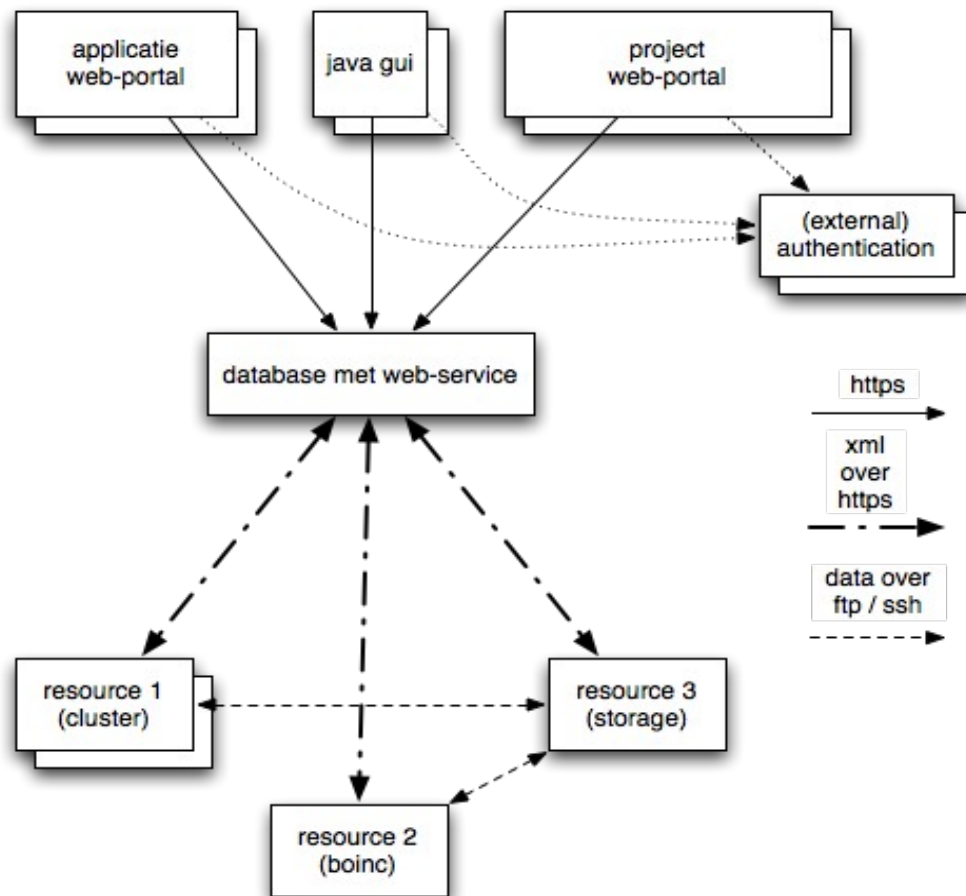 applicatie
web-portal
java gui
project
web-portal
(external)
authentication
database met web-service
https
xml
over
https
data over
ftp / ssh
resource 1
(cluster)
resource 3
(storage)
resource 2
(boinc)